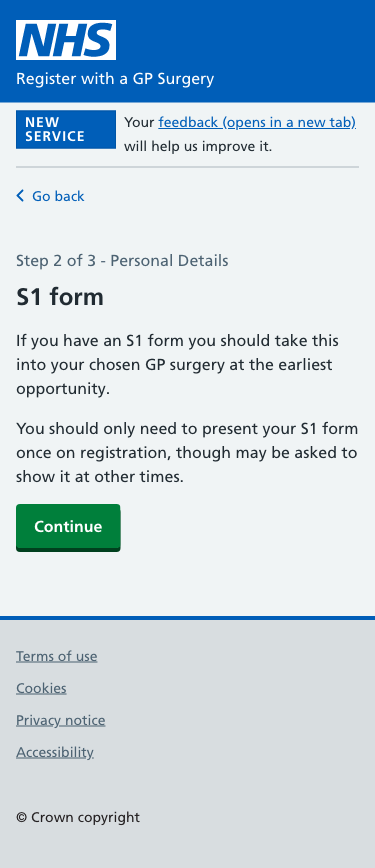 NHS
Register with a GP Surgery
NEW
SERVICE
Your feedback (opens in a new tab)
will help us improve it.
Go back
Step 2 of 3 - Personal Details
S1 form
If you have an S1 form you should take this
into your chosen GP surgery at the earliest
opportunity.
You should only need to present your S1 form
once on registration, though may be asked to
show it at other times.
Continue
Terms of use
Cookies
Privacy notice
Accessibility
© Crown copyright